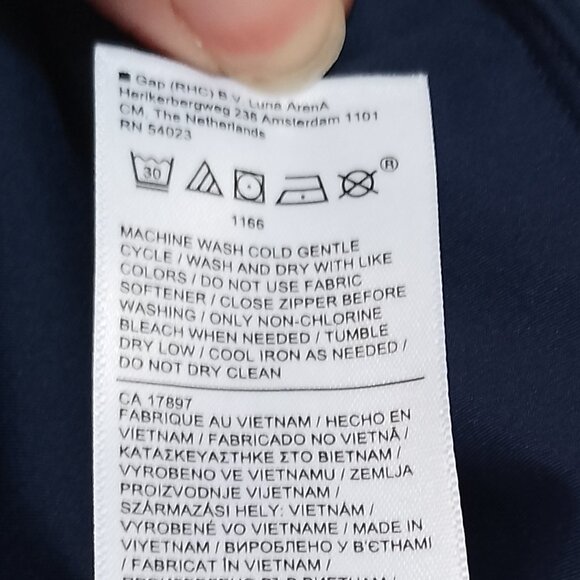 Gap (RHC) B.V. Luna ArenA
Herikerbergweg 238 Amsterdam 1101
CM, The Netherlands
RN 54023
30
®
1166
MACHINE WASH COLD GENTLE
CYCLE / WASH AND DRY WITH LIKE
COLORS / DO NOT USE FABRIC
SOFTENER / CLOSE ZIPPER BEFORE
WASHING / ONLY NON-CHLORINE
BLEACH WHEN NEEDED / TUMBLE
DRY LOW / COOL IRON AS NEEDED /
DO NOT DRY CLEAN
CA 17897
FABRIQUE AU VIETNAM / HECHO EN
VIETNAM / FABRICADO NO VIETNÃ /
ΚΑΤΑΣΚΕΥΑΣΤΗΚΕ ΣΤΟ ΒΙΕΤΝΑΜ /
VYROBENO VE VIETNAMU / ZEMLJA
PROIZVODNJE VIJETNAM /
SZÁRMAZÁSI HELY: VIETNÁM /
VYROBENÉ VO VIETNAME / MADE IN
VIYETNAM / ВИРОБЛЕНО У В'ЄТНАМІ
/ FABRICAT ÎN VIETNAM /